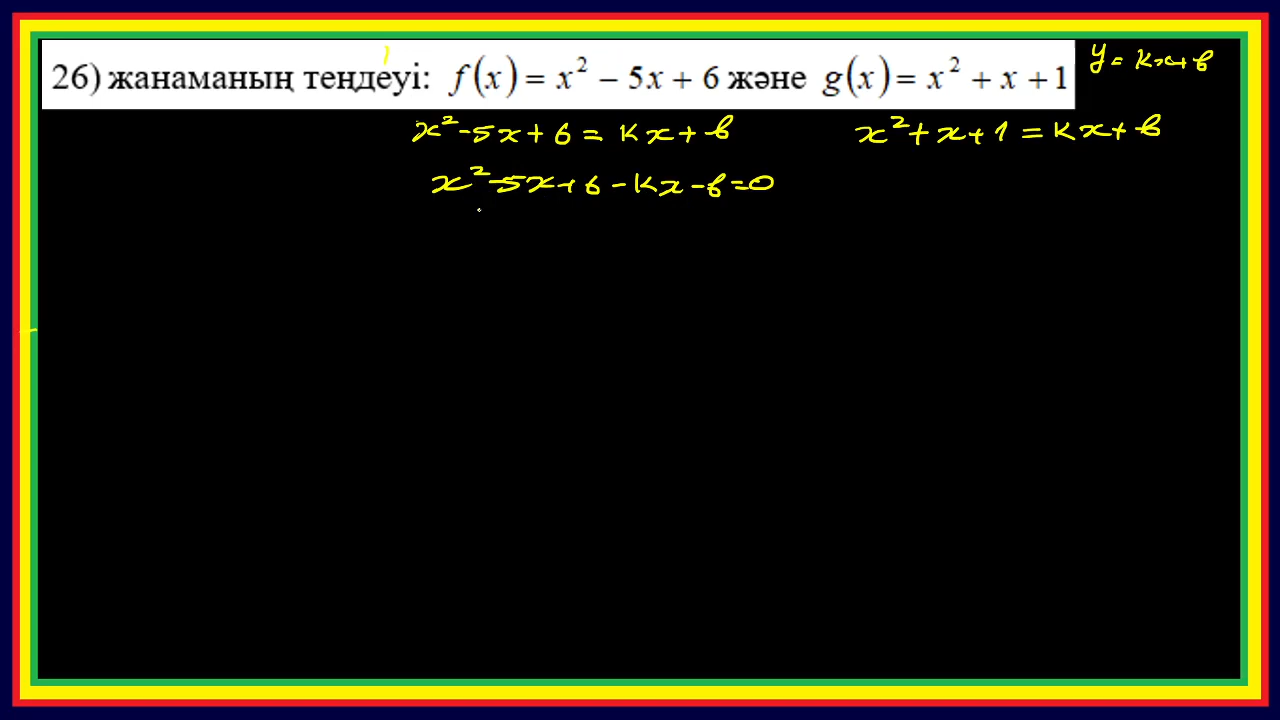 26) жанаманың теңдеуі: f(x) = x² − 5x + 6 және g(x) = x² + x + 1
y = kx + b
x² - 5x + 6 = kx + b
x² + x + 1 = kx + b
x² - 5x + 6 - kx - b = 0